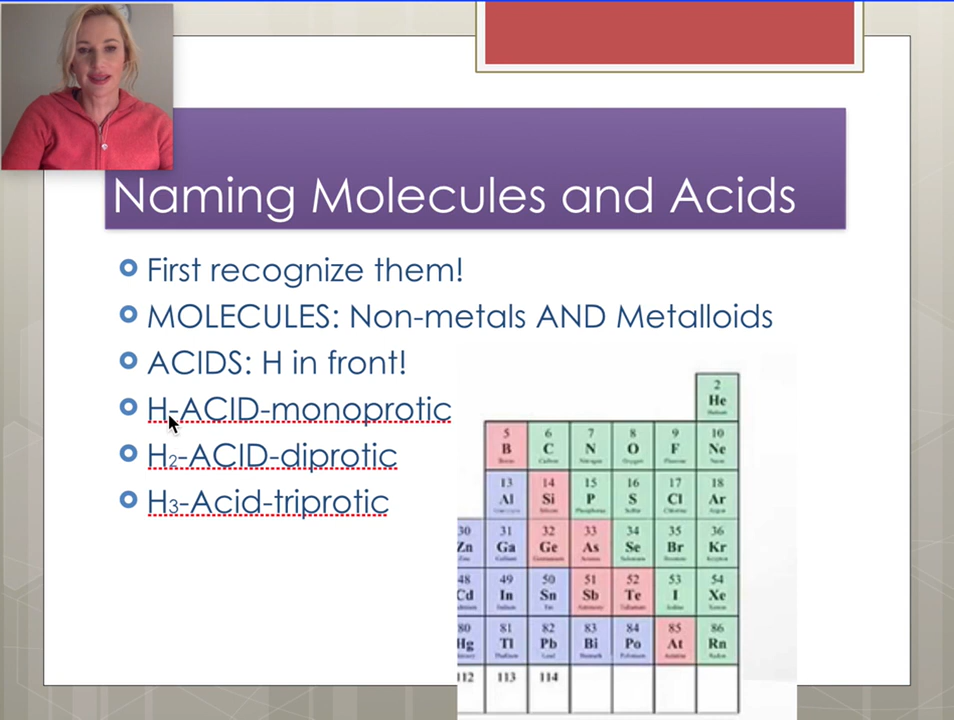 Naming Molecules and Acids
First recognize them!
MOLECULES: Non-metals AND Metalloids
ACIDS: H in front!
H-ACID-monoprotic
H2-ACID-diprotic
H3-Acid-triprotic
2
He
5 6 7 8 9 10
B C N O F Ne
13 14 15 16 17 18
Al Si P S Cl Ar
30 31 32 33 34 35 36
Zn Ga Ge As Se Br Kr
48 49 50 51 52 53 54
Cd In Sn Sb Te I Xe
80 81 82 83 84 85 86
Hg Tl Pb Bi Po At Rn
112 113 114